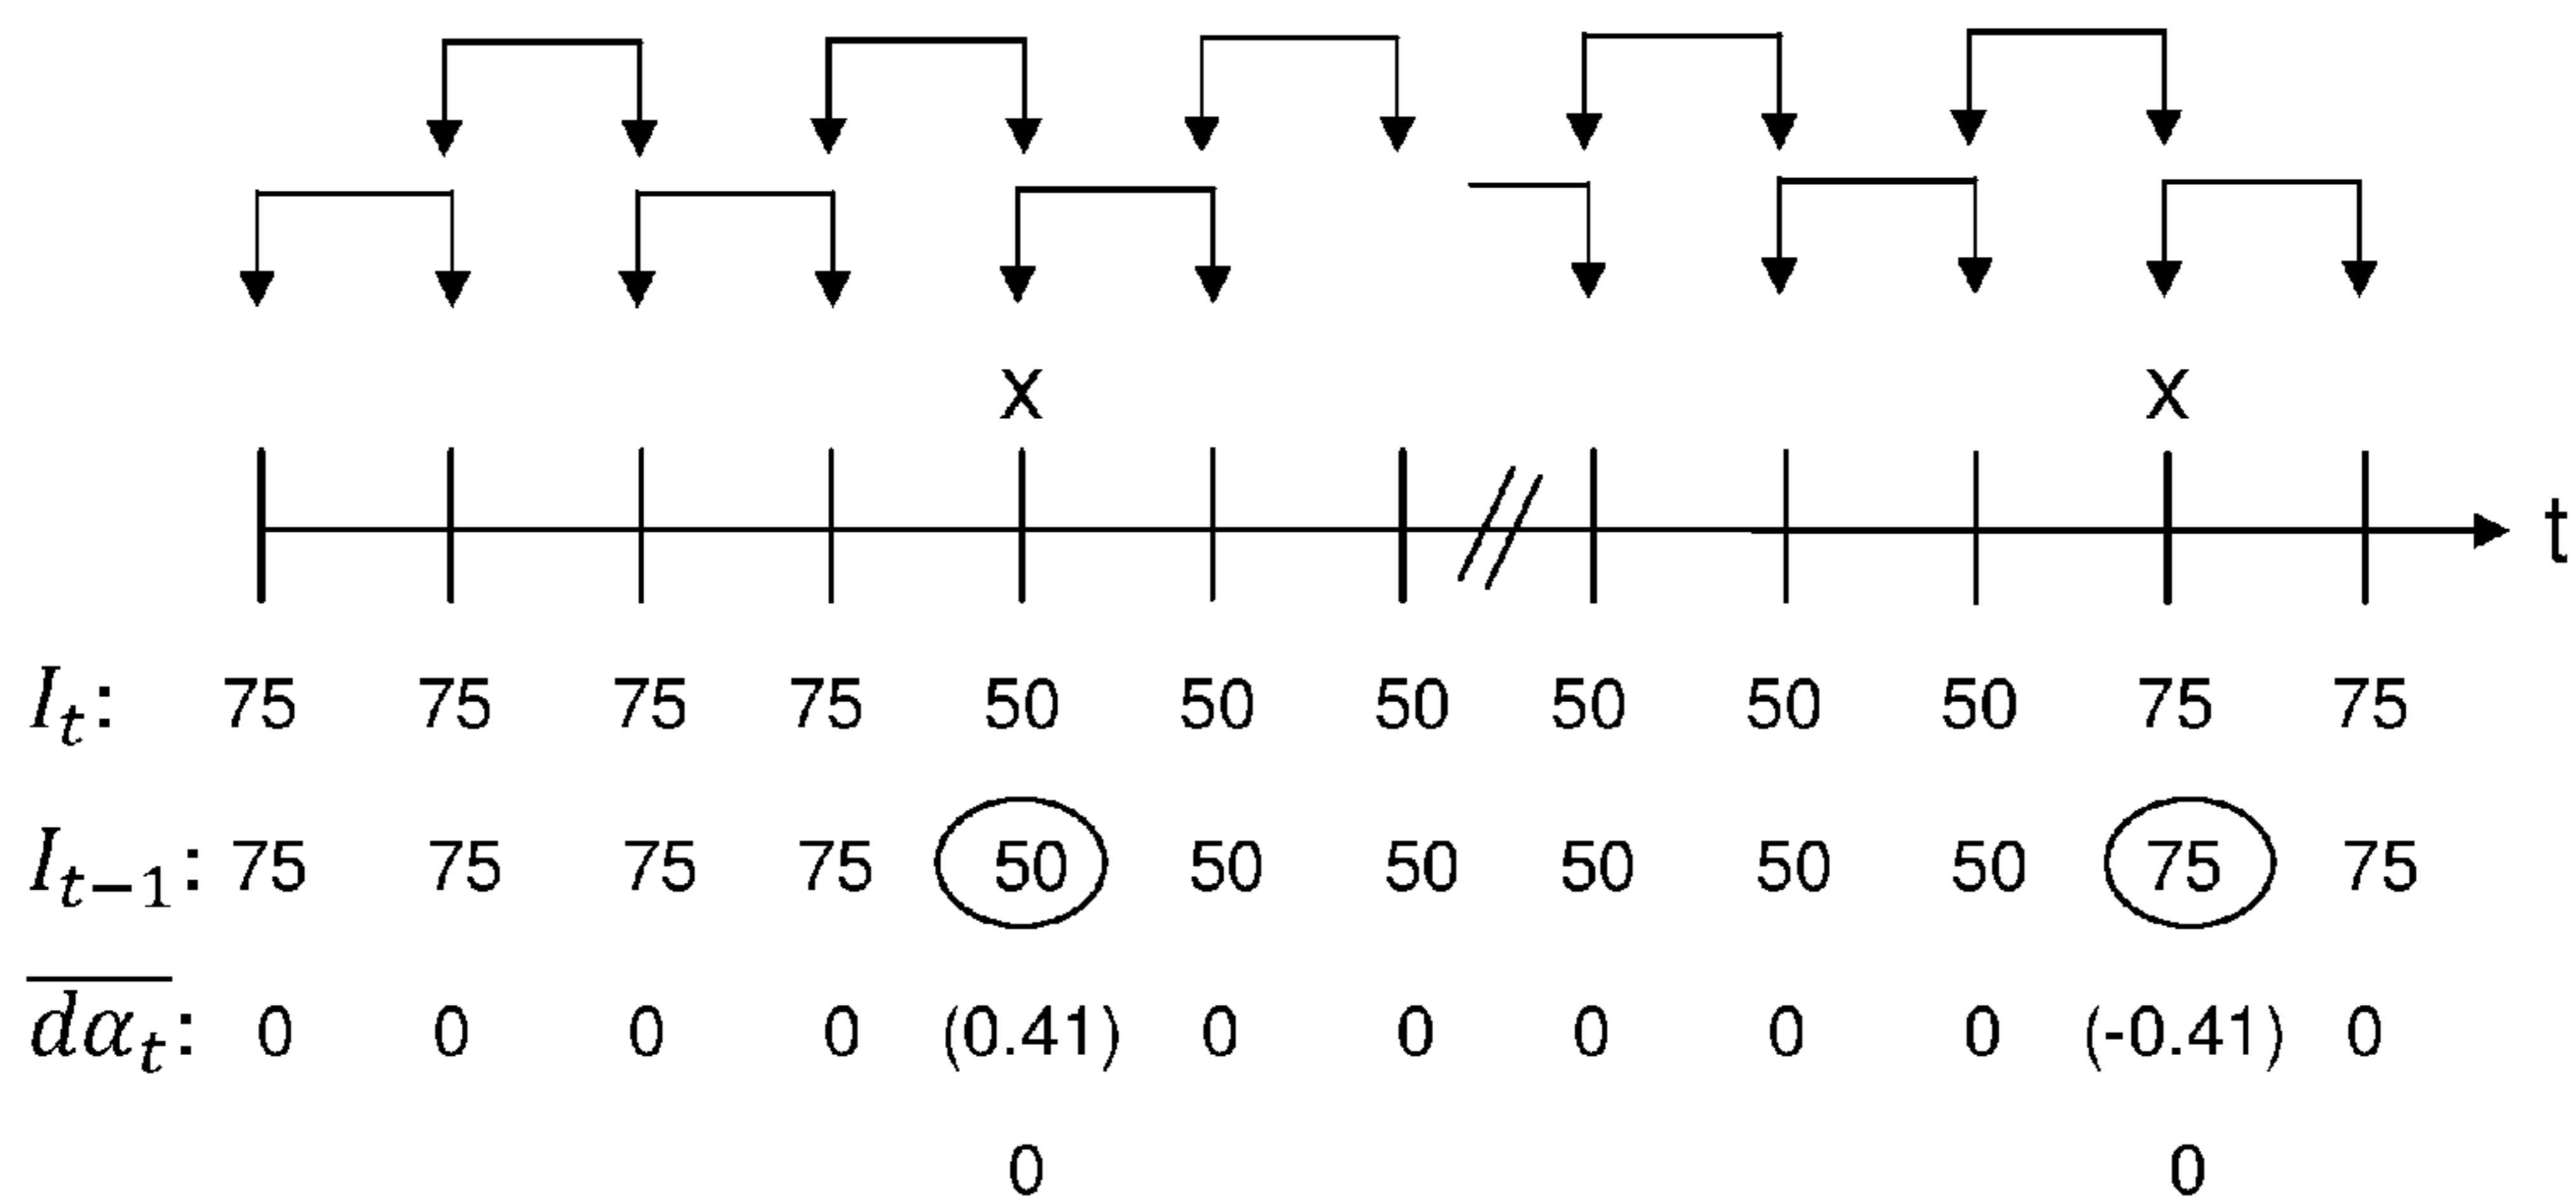 x x
t
I_t: 75 75 75 75 50 50 50 50 50 50 75 75
I_{t−1}: 75 75 75 75 50 50 50 50 50 50 75 75
\overline{dα_t}: 0 0 0 0 (0.41) 0 0 0 0 0 (-0.41) 0
0 0